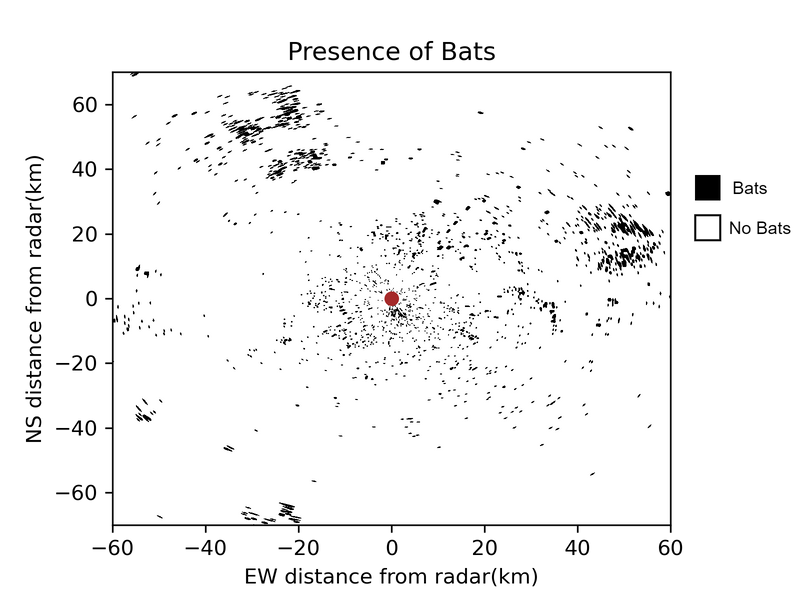 Presence of Bats
60
40
20
0
−20
−40
−60
NS distance from radar(km)
−60 −40 −20 0 20 40 60
EW distance from radar(km)
Bats
No Bats